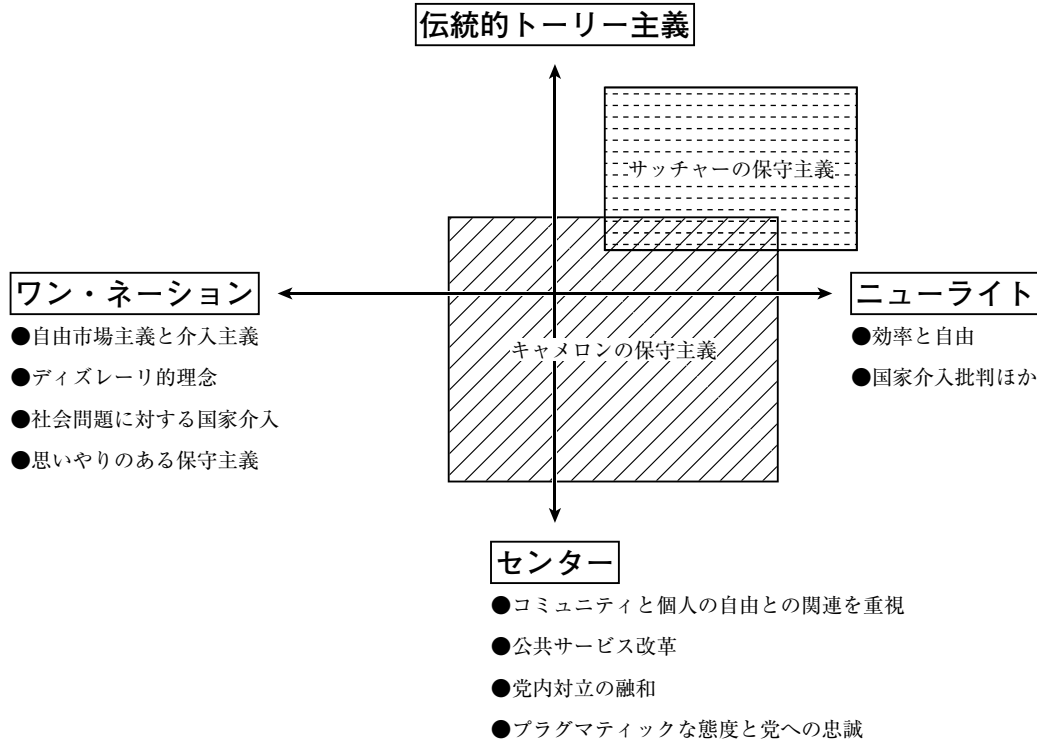 伝統的トーリー主義
サッチャーの保守主義
ワン・ネーション
ニューライト
●自由市場主義と介入主義
●ディズレーリ的理念
●社会問題に対する国家介入
●思いやりのある保守主義
キャメロンの保守主義
●効率と自由
●国家介入批判ほか
センター
●コミュニティと個人の自由との関連を重視
●公共サービス改革
●党内対立の融和
●プラグマティックな態度と党への忠誠